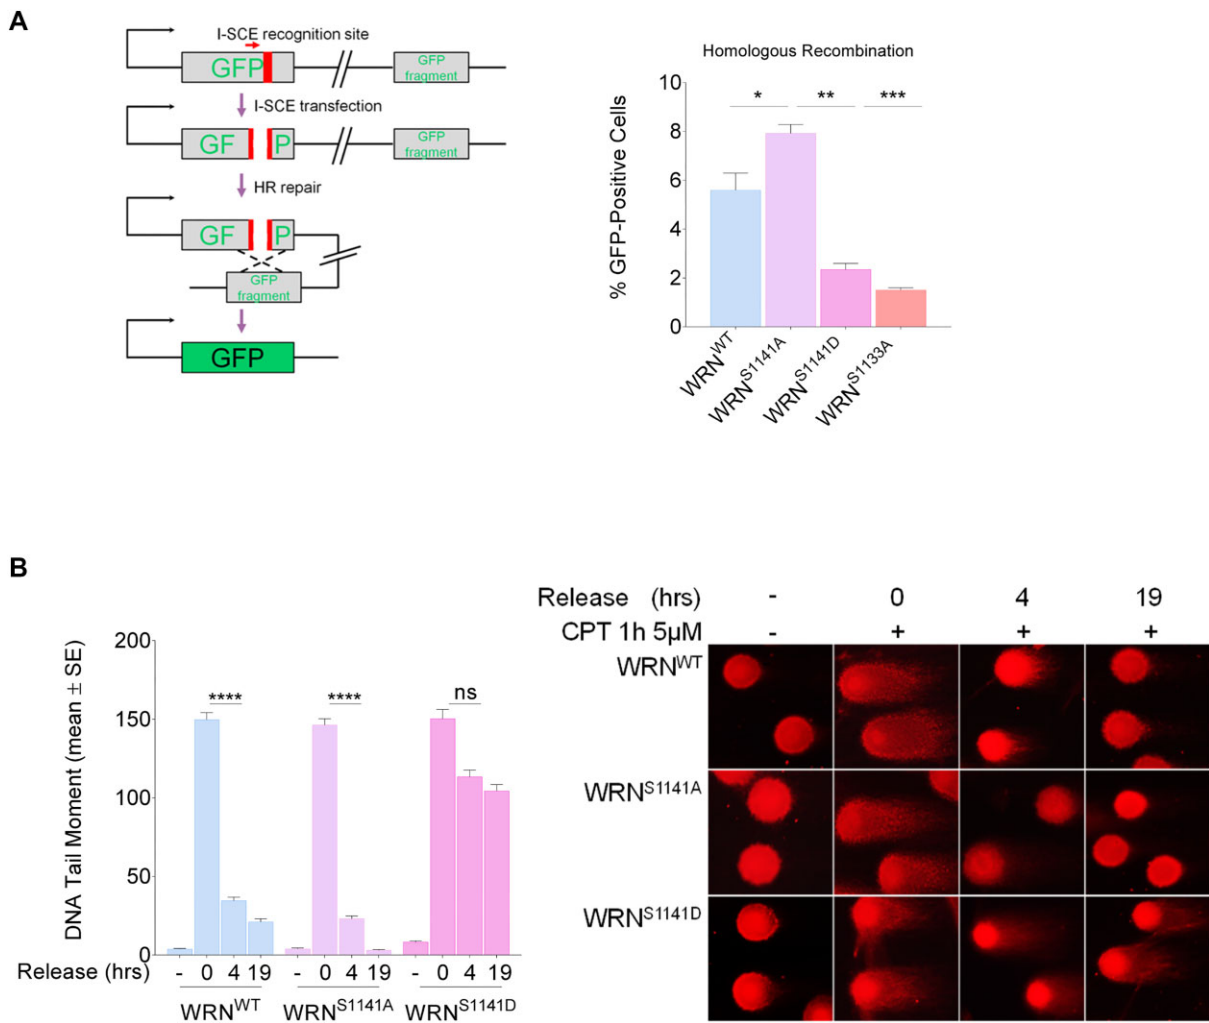 A
I-SCE recognition site
GFP
GFP
fragment
I-SCE transfection
GF P
GFP
fragment
HR repair
GF P
GFP
fragment
GFP
Homologous Recombination
% GFP-Positive Cells
10
8
6
4
2
0
* ** ***
WRN^WT
WRN^S1141A
WRN^S1141D
WRN^S1133A
B
DNA Tail Moment (mean ± SE)
200
150
100
50
0
**** **** ns
Release (hrs) - 0 4 19 - 0 4 19 - 0 4 19
WRN^WT WRN^S1141A WRN^S1141D
Release (hrs) - 0 4 19
CPT 1h 5µM - + + +
WRN^WT
WRN^S1141A
WRN^S1141D